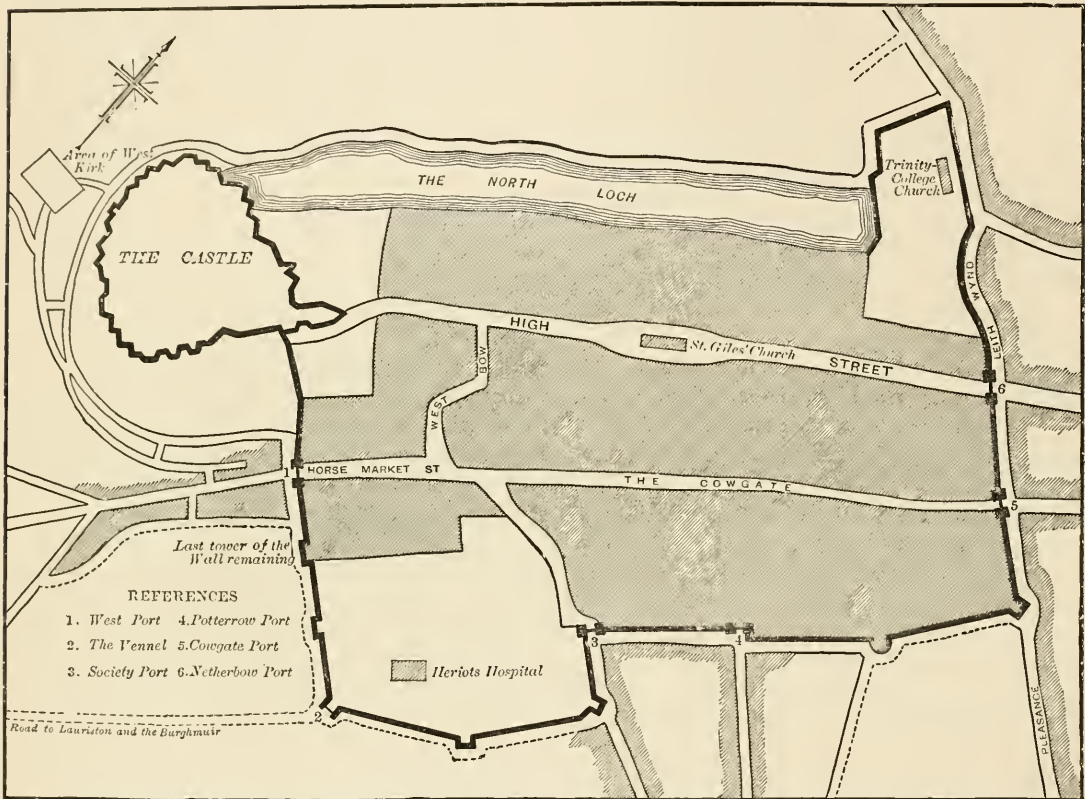 Area of West
Kirk
THE NORTH LOCH
Trinity
College
Church
THE CASTLE
HIGH STREET
St. Giles' Church
LEITH WYND
WEST BOW
6
1
HORSE MARKET ST
THE COWGATE
5
Last tower of the
Wall remaining
REFERENCES
1. West Port 4. Potterrow Port
2. The Vennel 5. Cowgate Port
3. Society Port 6. Netherbow Port
3
4
Heriots Hospital
2
PLEASANCE
Road to Lauriston and the Burghmuir